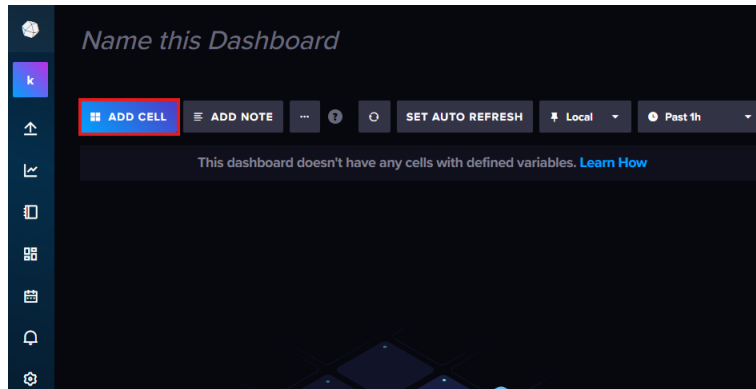 Name this Dashboard
k
ADD CELL ADD NOTE ... ? SET AUTO REFRESH Local Past 1h
This dashboard doesn't have any cells with defined variables. Learn How